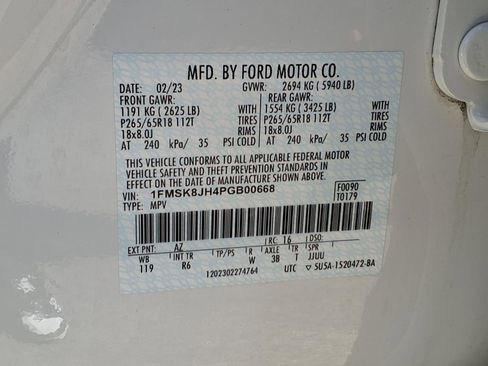 MFD. BY FORD MOTOR CO.
DATE: 02/23 GVWR: 2694 KG (5940 LB)
FRONT GAWR: REAR GAWR:
1191 KG (2625 LB) WITH 1554 KG (3425 LB) WITH
P265/65R18 112T TIRES P265/65R18 112T TIRES
18x8.0J RIMS 18x8.0J RIMS
AT 240 kPa/ 35 PSI COLD AT 240 kPa/ 35 PSI COLD
THIS VEHICLE CONFORMS TO ALL APPLICABLE FEDERAL MOTOR
VEHICLE SAFETY AND THEFT PREVENTION STANDARDS IN
EFFECT ON THE DATE OF MANUFACTURE SHOWN ABOVE.
VIN: 1FMSK8JH4PGB00668 F0090
TYPE: MPV T0179
EXT PNT: AZ RC: 16 DSO:
WB INT TR TP/PS R AXLE TR SPR
119 R6 W 3B T JJUU
1202302274764 UTC 5U5A-1520472-BA